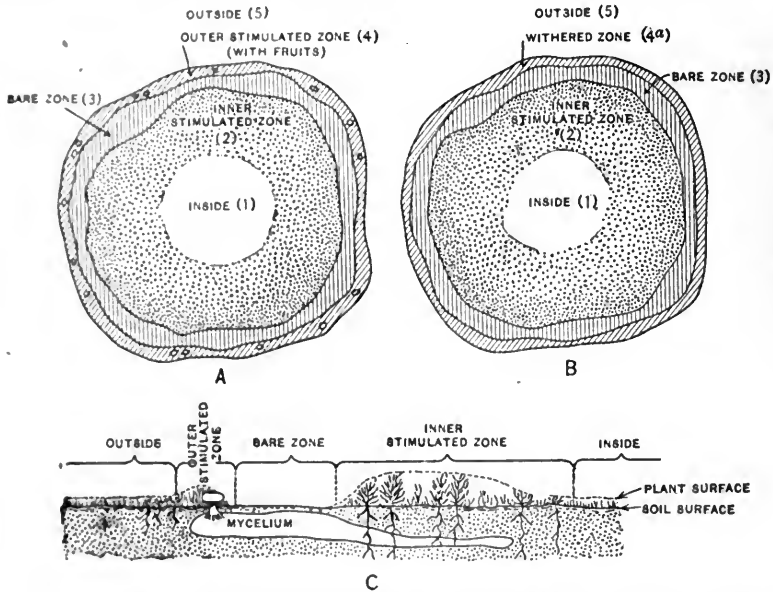 OUTSIDE (5)
OUTER STIMULATED ZONE (4)
(WITH FRUITS)
BARE ZONE (3)
INNER
STIMULATED ZONE
(2)
INSIDE (1)
A
OUTSIDE (5)
WITHERED ZONE (4a)
BARE ZONE (3)
INNER
STIMULATED ZONE
(2)
INSIDE (1)
B
OUTSIDE
OUTER
STIMULATED
ZONE
BARE ZONE
INNER
STIMULATED ZONE
INSIDE
PLANT SURFACE
SOIL SURFACE
MYCELIUM
C